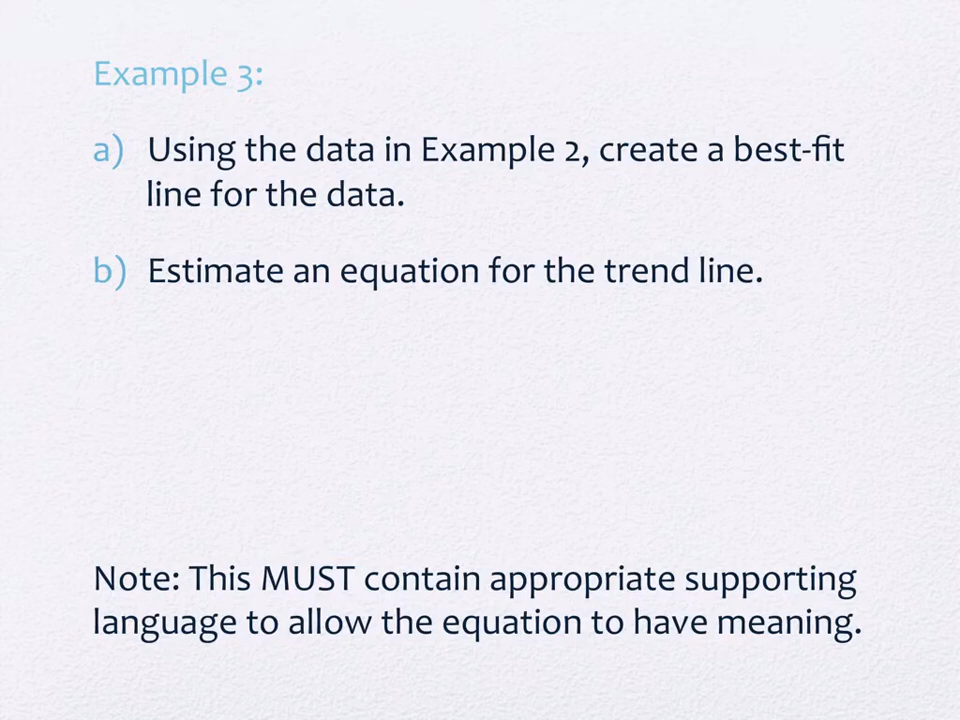 Example 3:
a) Using the data in Example 2, create a best-fit
line for the data.
b) Estimate an equation for the trend line.
Note: This MUST contain appropriate supporting
language to allow the equation to have meaning.